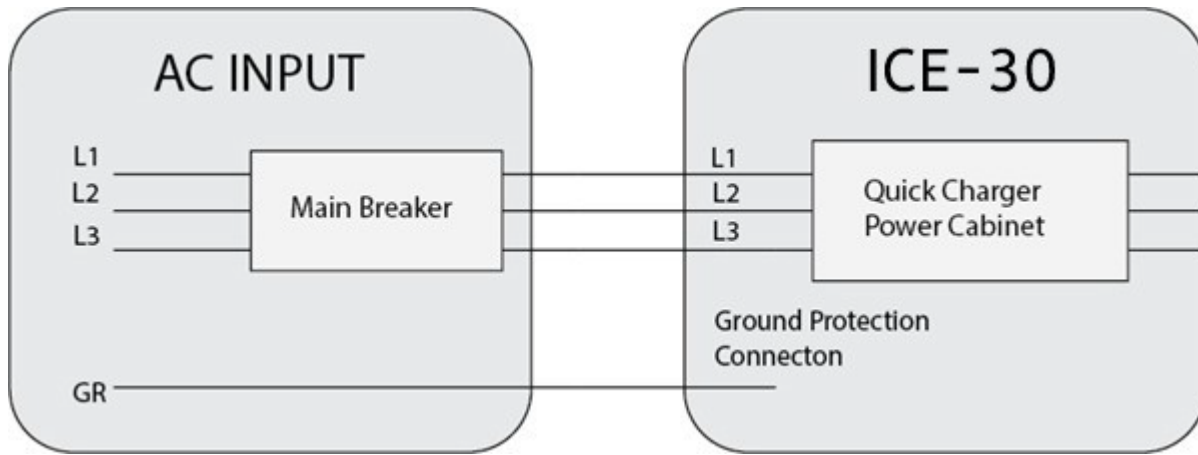 AC INPUT
L1
L2
L3
Main Breaker
GR
ICE-30
L1
L2
L3
Quick Charger
Power Cabinet
Ground Protection
Connecton